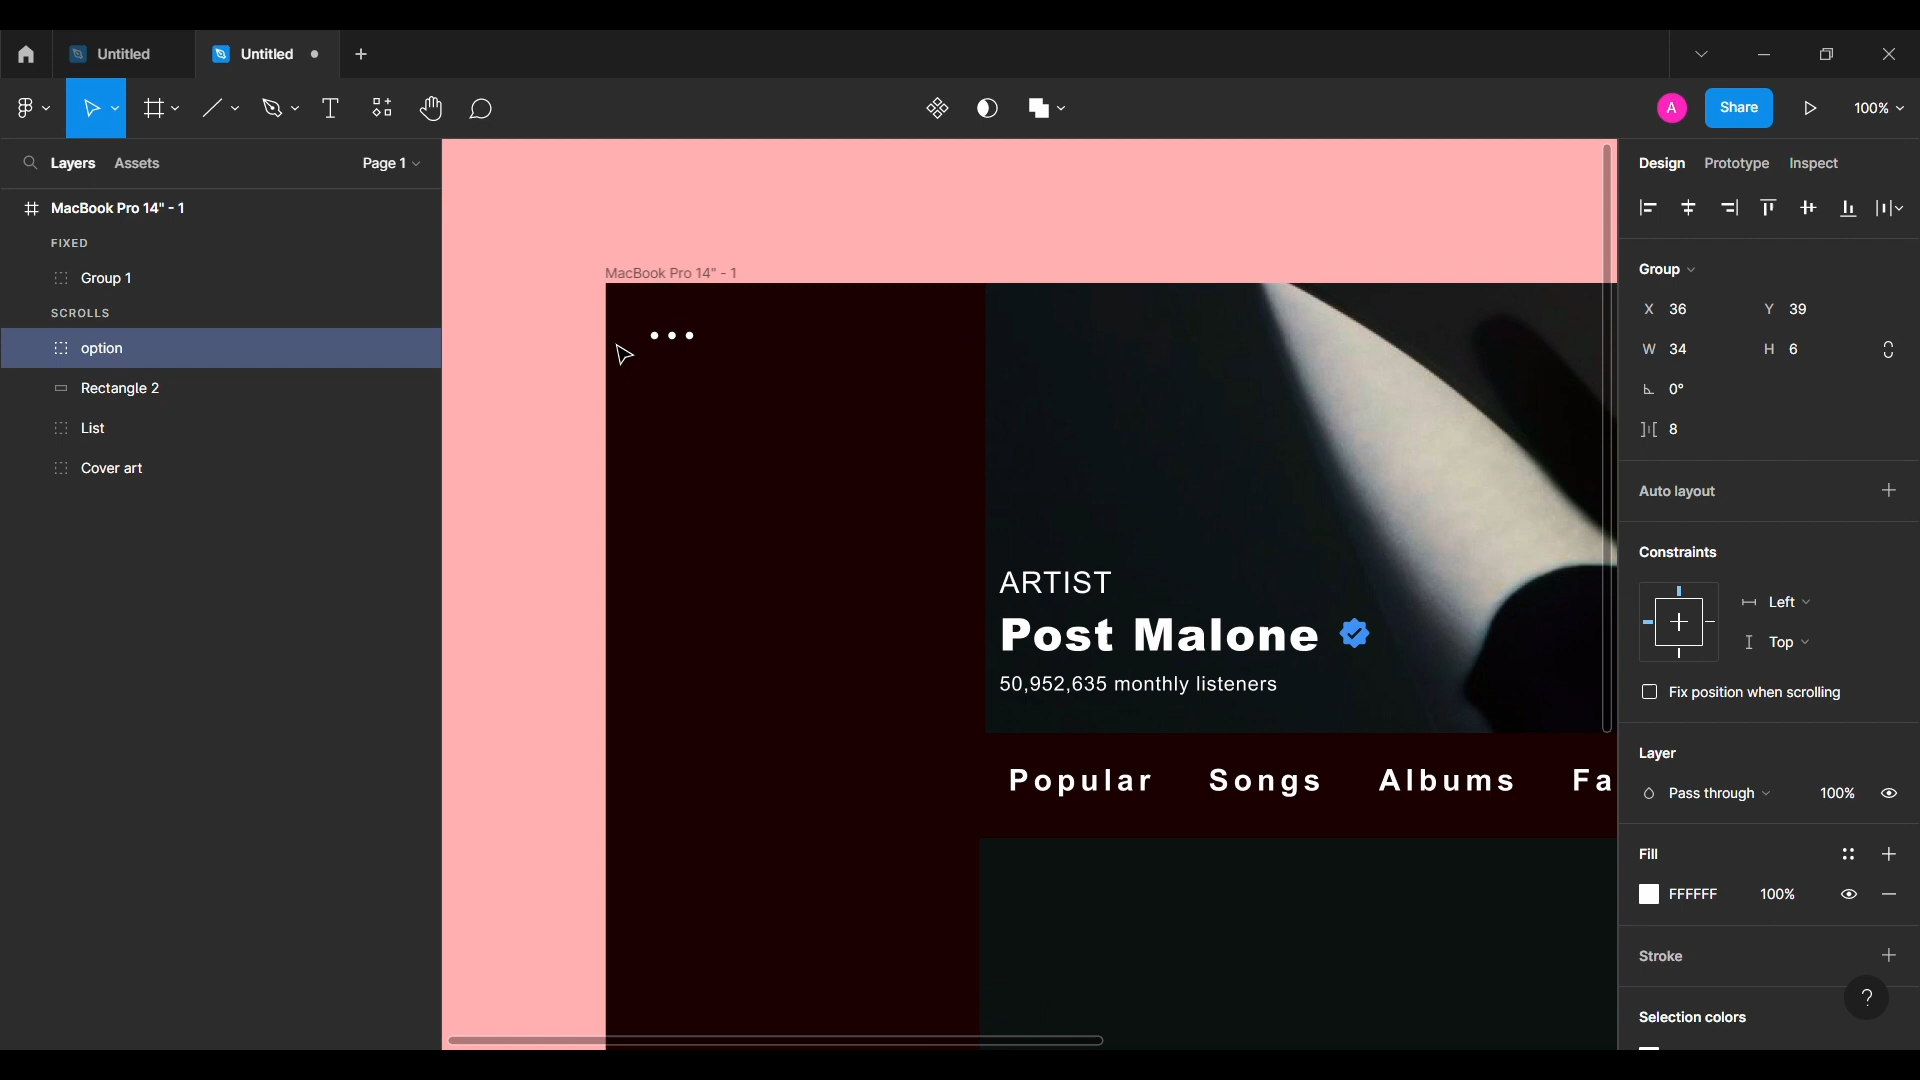 Untitled
Untitled
A
Share
100%
Layers
Assets
Page 1
Design
Prototype
Inspect
MacBook Pro 14" - 1
FIXED
Group 1
SCROLLS
option
Rectangle 2
List
Cover art
MacBook Pro 14" - 1
ARTIST
Post Malone
50,952,635 monthly listeners
Popular
Songs
Albums
Fa
Group
X 36
Y 39
W 34
H 6
0°
8
Auto layout
Constraints
Left
Top
Fix position when scrolling
Layer
Pass through
100%
Fill
FFFFFF
100%
Stroke
?
Selection colors